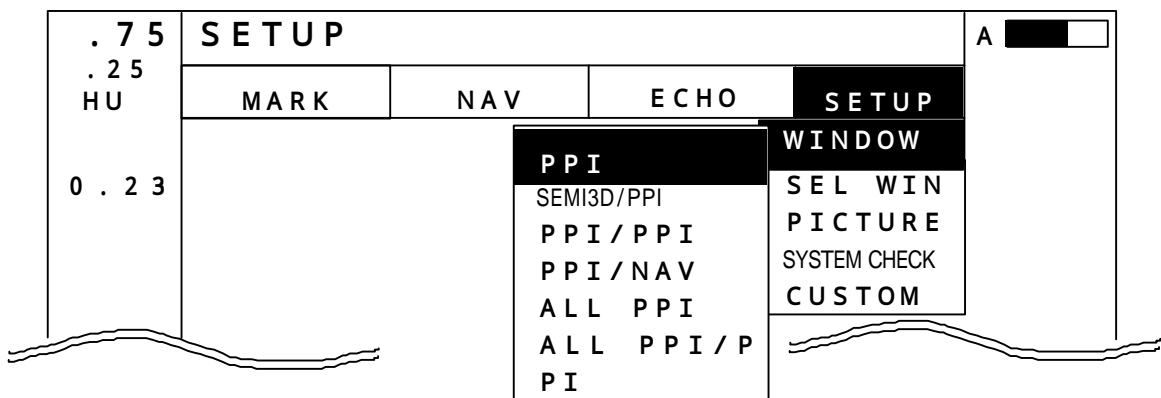 .75
SETUP
A
.25
HU
MARK
NAV
ECHO
SETUP
WINDOW
PPI
0.23
SEL WIN
SEMI3D/PPI
PICTURE
PPI/PPI
SYSTEM CHECK
PPI/NAV
CUSTOM
ALL PPI
ALL PPI/P
PI